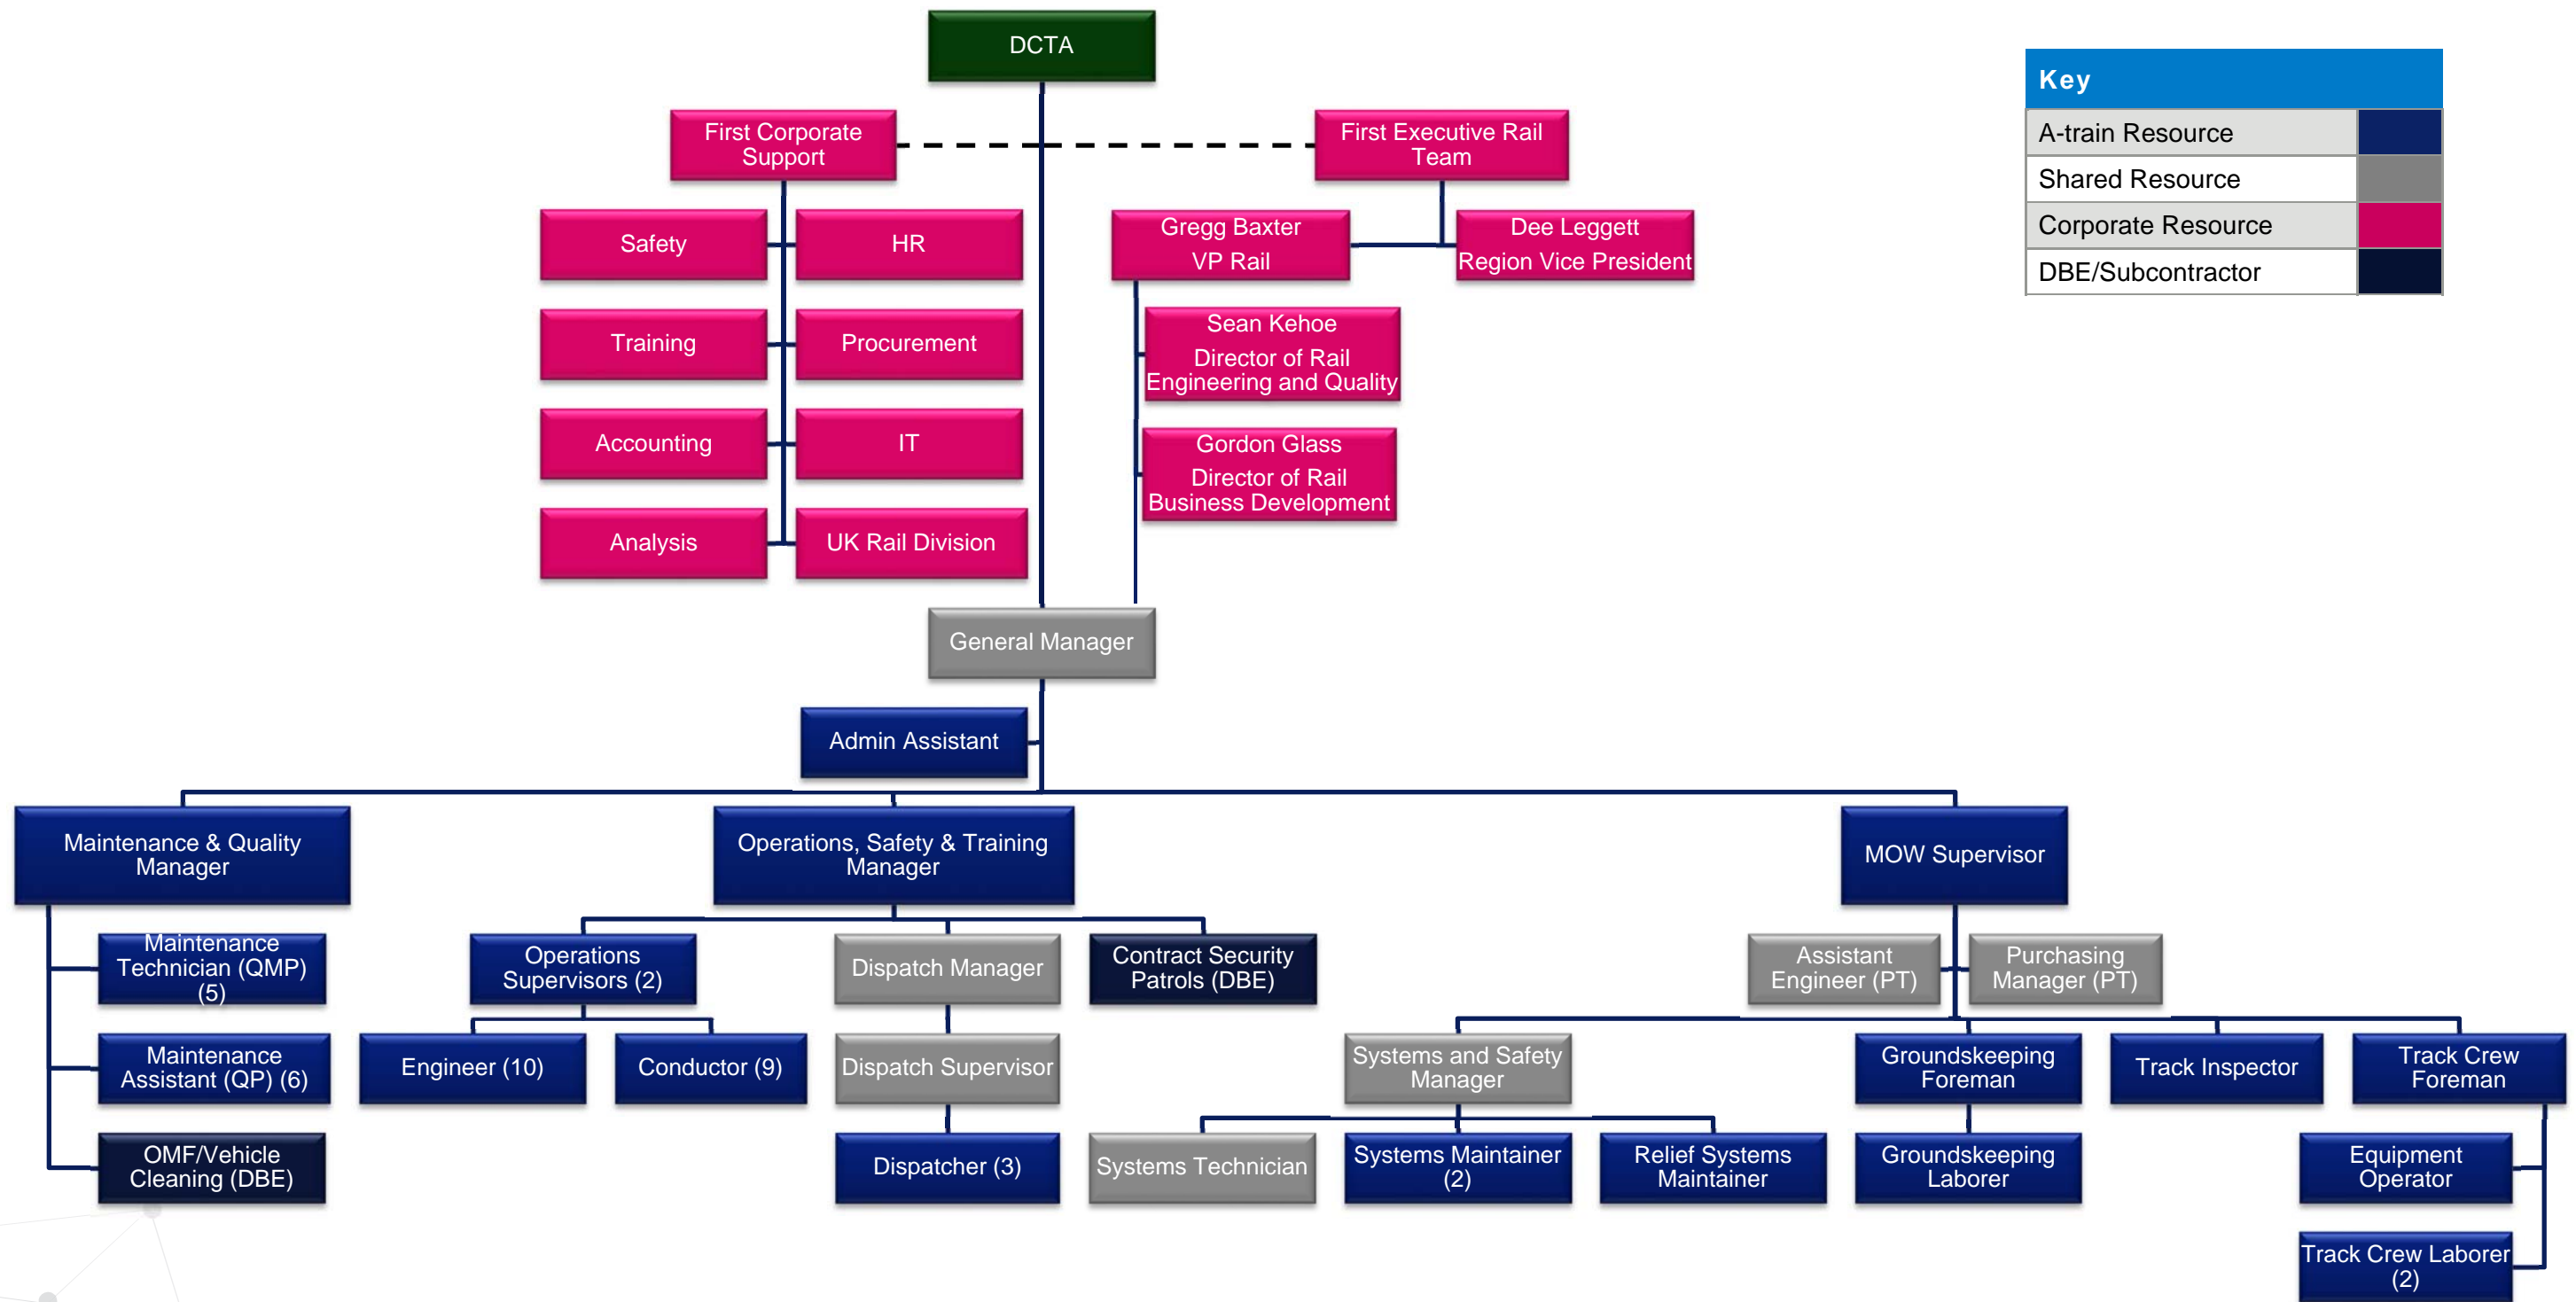 DCTA
Key
A-train Resource
Shared Resource
Corporate Resource
DBE/Subcontractor
First Corporate
Support
First Executive Rail
Team
Safety
HR
Training
Procurement
Accounting
IT
Analysis
UK Rail Division
Gregg Baxter
VP Rail
Dee Leggett
Region Vice President
Sean Kehoe
Director of Rail
Engineering and Quality
Gordon Glass
Director of Rail
Business Development
General Manager
Admin Assistant
Maintenance & Quality
Manager
Maintenance
Technician (QMP)
(5)
Maintenance
Assistant (QP) (6)
OMF/Vehicle
Cleaning (DBE)
Operations, Safety & Training
Manager
Operations
Supervisors (2)
Engineer (10)
Conductor (9)
Dispatch Manager
Dispatch Supervisor
Dispatcher (3)
Contract Security
Patrols (DBE)
MOW Supervisor
Assistant
Engineer (PT)
Purchasing
Manager (PT)
Systems and Safety
Manager
Systems Technician
Systems Maintainer
(2)
Relief Systems
Maintainer
Groundskeeping
Foreman
Groundskeeping
Laborer
Track Inspector
Track Crew
Foreman
Equipment
Operator
Track Crew Laborer
(2)